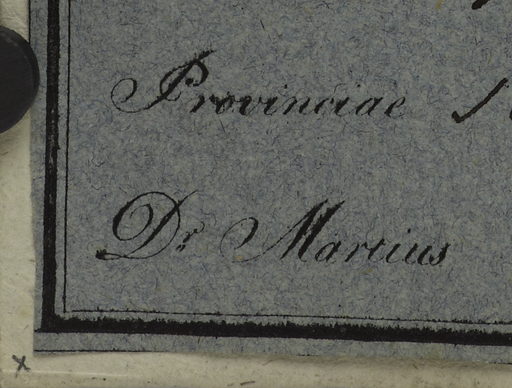 Provinciae
Dr Martius
x